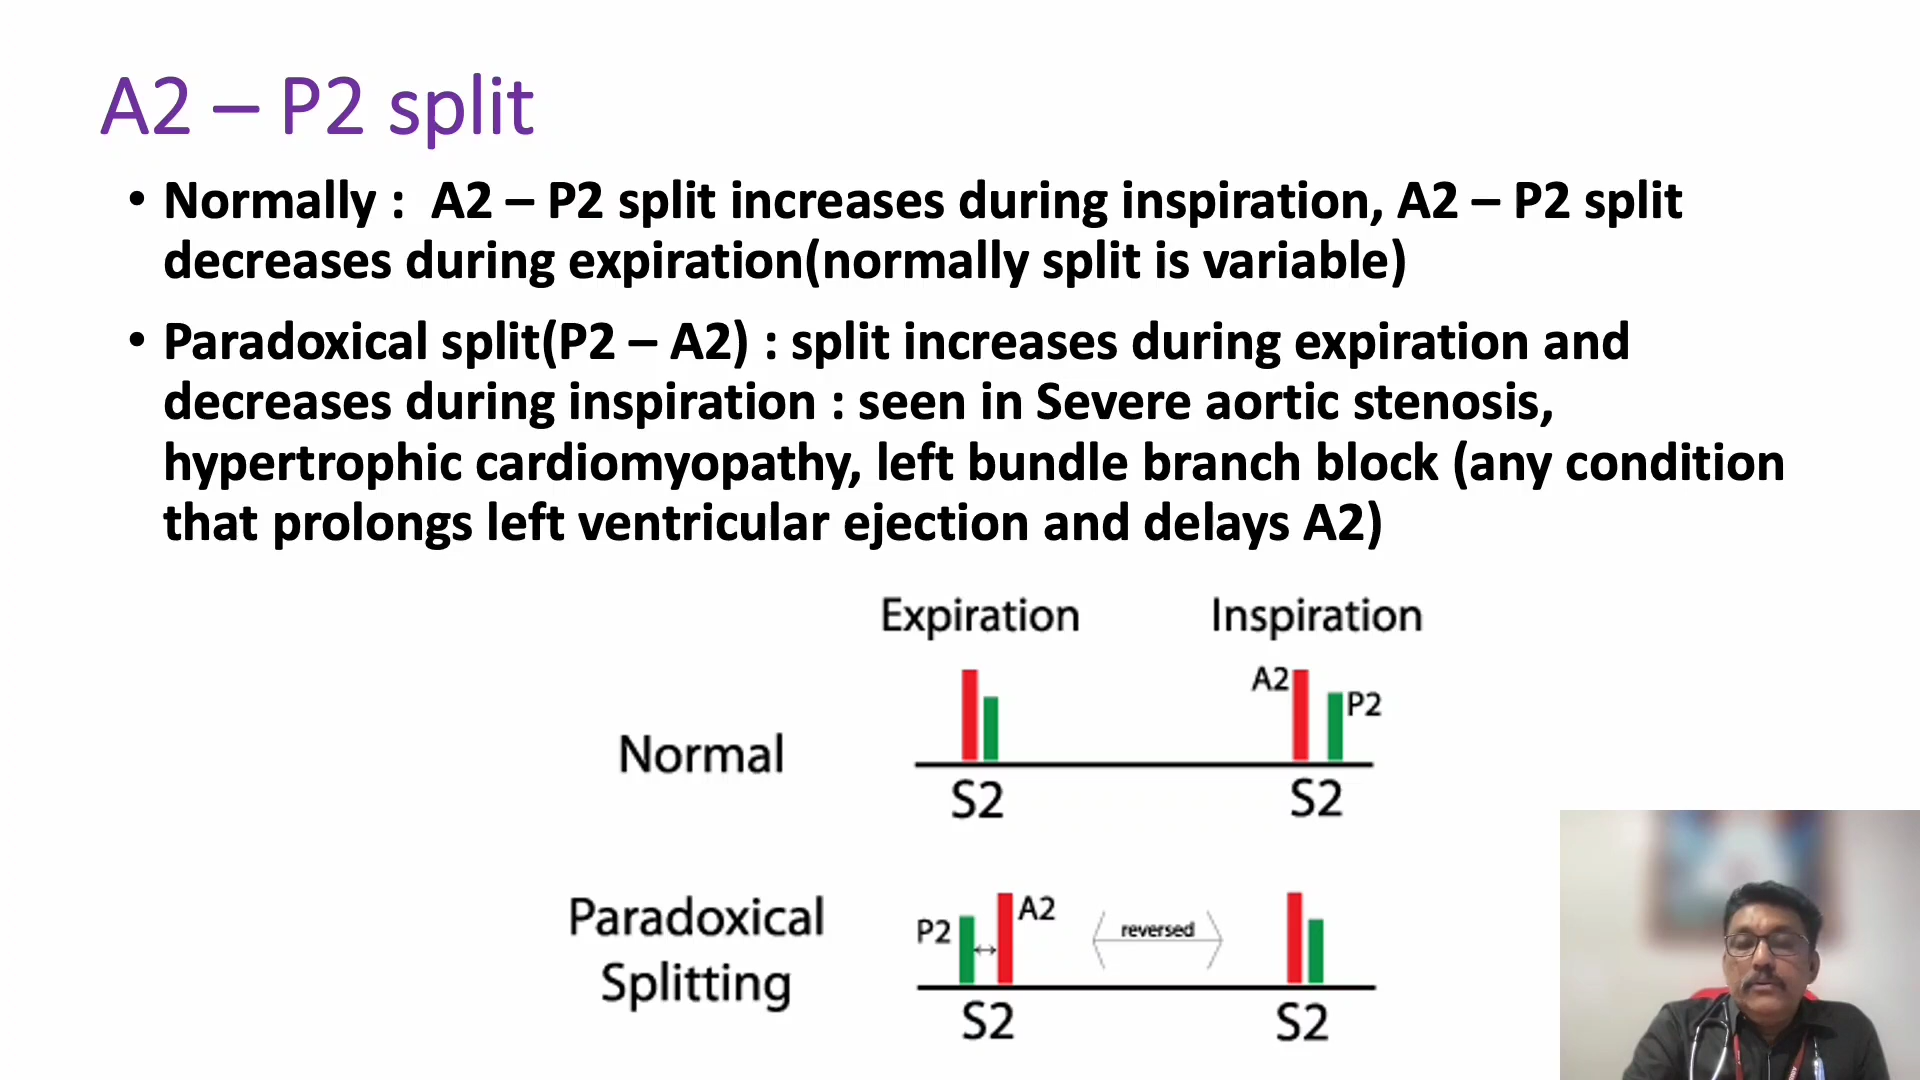 A2 – P2 split
• Normally :  A2 – P2 split increases during inspiration, A2 – P2 split
decreases during expiration(normally split is variable)
• Paradoxical split(P2 – A2) : split increases during expiration and
decreases during inspiration : seen in Severe aortic stenosis,
hypertrophic cardiomyopathy, left bundle branch block (any condition
that prolongs left ventricular ejection and delays A2)
Expiration Inspiration
A2 P2
Normal
S2 S2
P2 A2 reversed
Paradoxical
Splitting
S2 S2